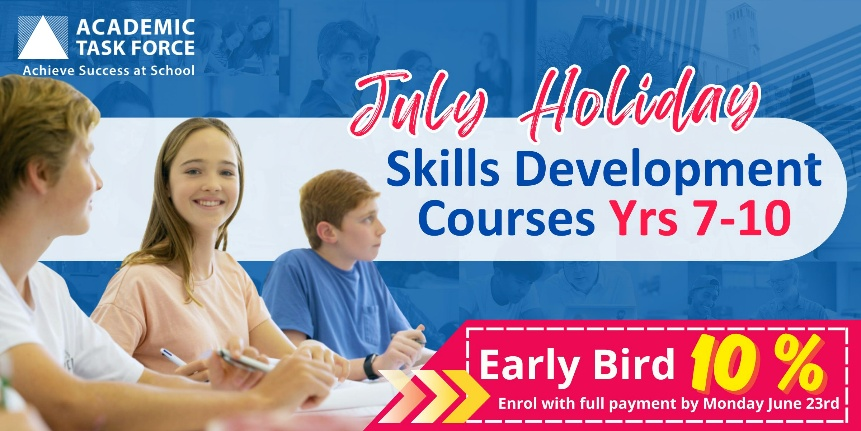 ACADEMIC
TASK FORCE
Achieve Success at School
July Holiday
Skills Development
Courses Yrs 7-10
Early Bird 10 %
Enrol with full payment by Monday June 23rd